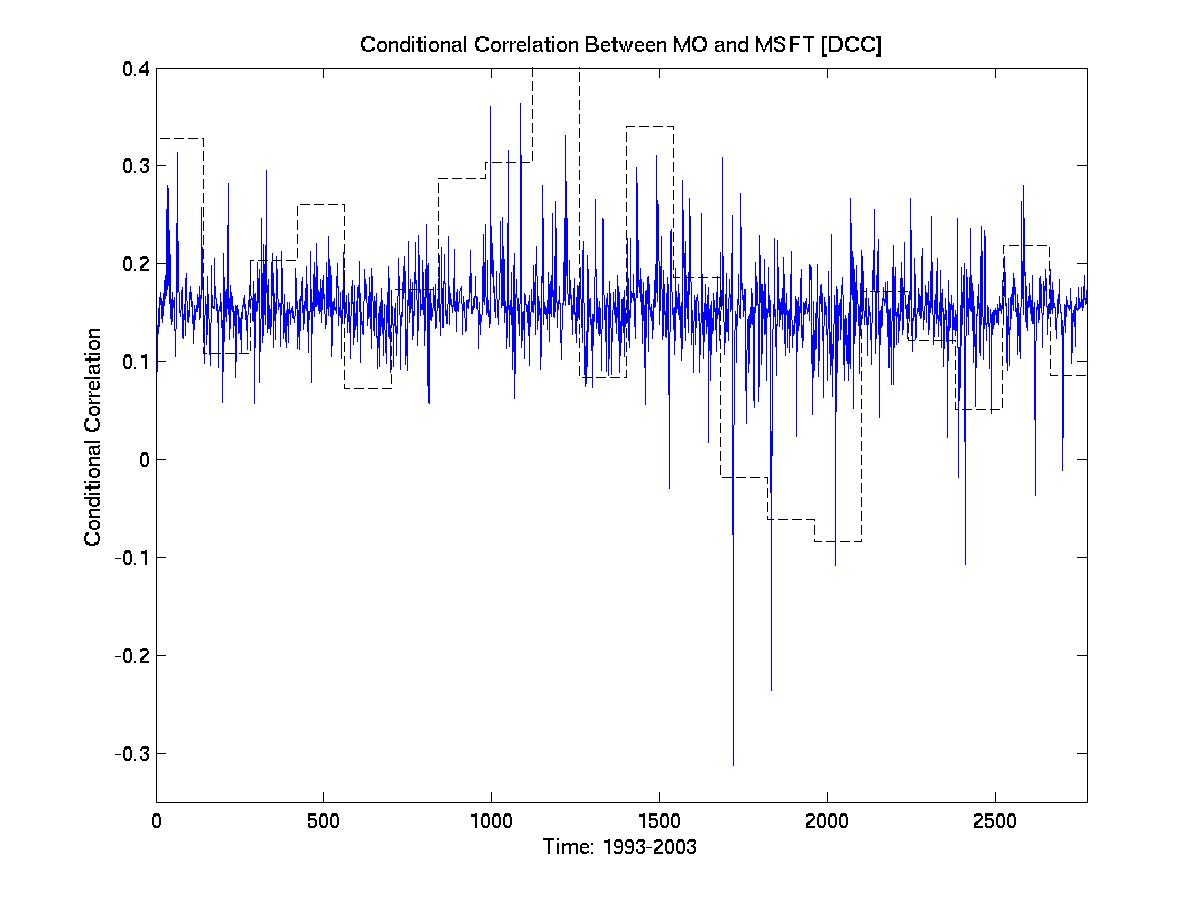 Conditional Correlation Between MO and MSFT [DCC]
0.4
0.3
0.2
0.1
0
-0.1
-0.2
-0.3
Conditional Correlation
0 500 1000 1500 2000 2500
Time: 1993-2003